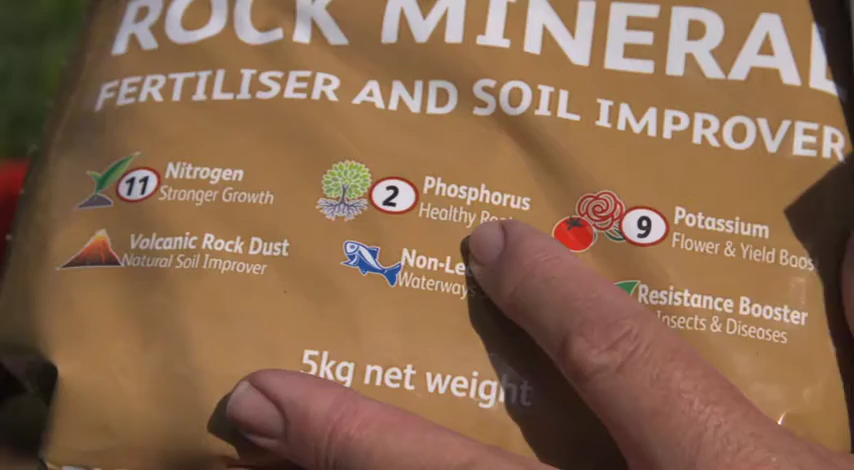 ROCK MINERAL
FERTILISER AND SOIL IMPROVER
11 Nitrogen
Stronger Growth
2 Phosphorus
Healthy
9 Potassium
Flower & Yield
Volcanic Rock Dust
Natural Soil Improver
Waterways
Resistance Booster
Insects & Diseases
5kg net weight